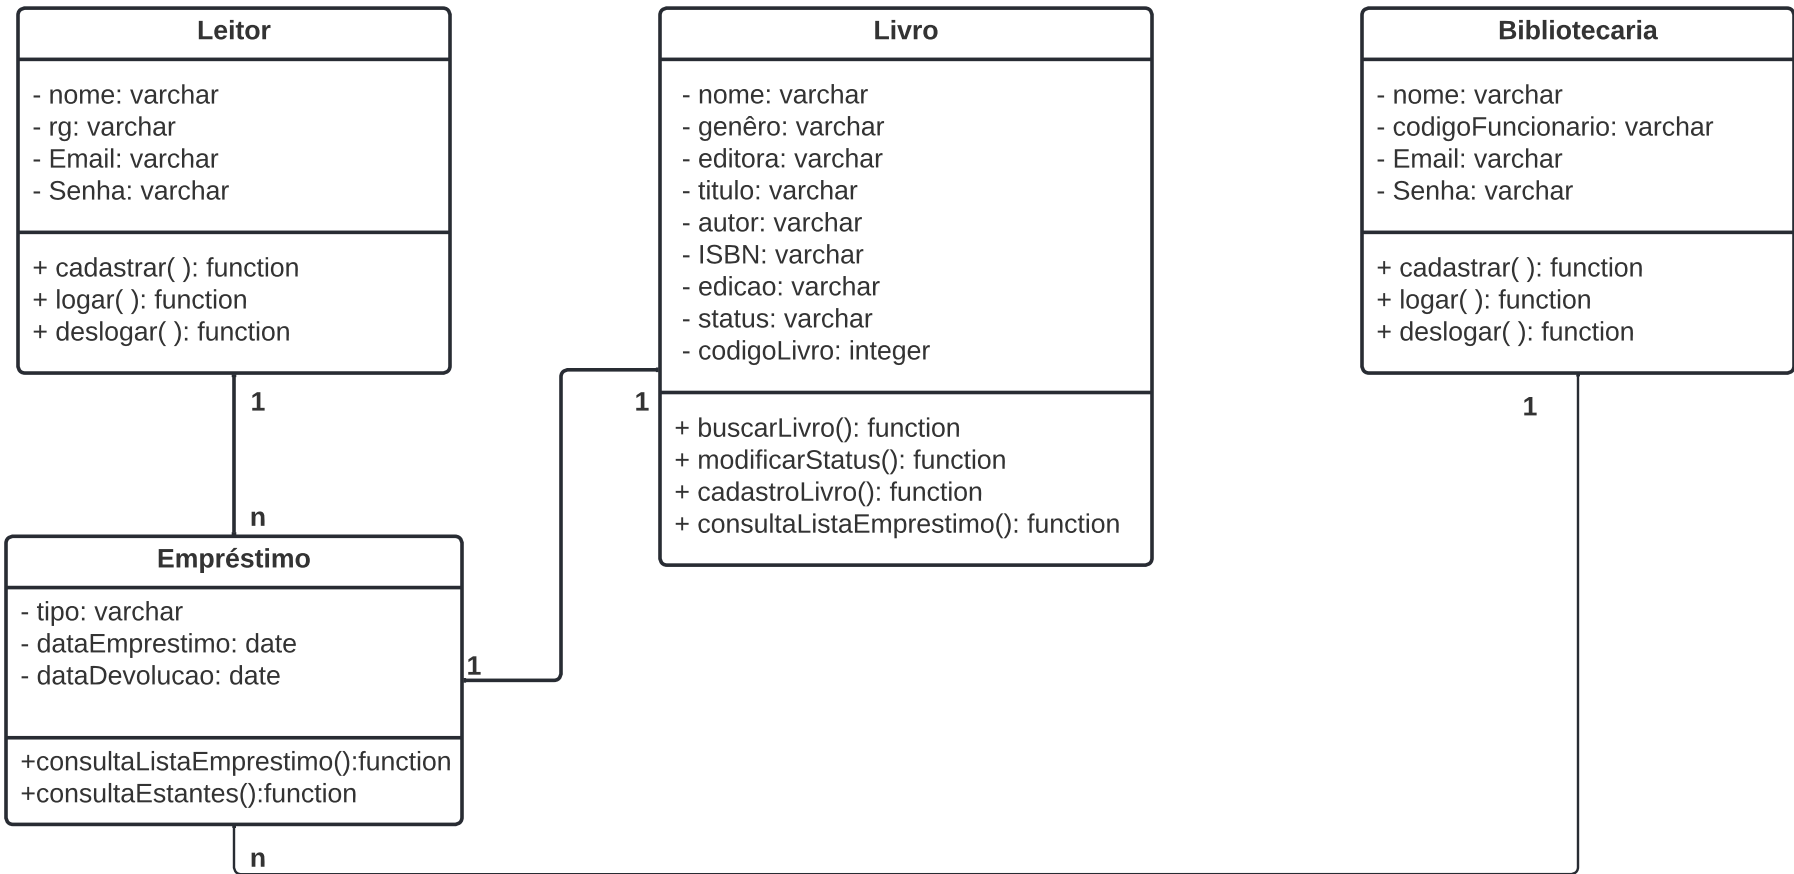 Leitor
- nome: varchar
- rg: varchar
- Email: varchar
- Senha: varchar
+ cadastrar( ): function
+ logar( ): function
+ deslogar( ): function
1
n
Livro
- nome: varchar
- genêro: varchar
- editora: varchar
- titulo: varchar
- autor: varchar
- ISBN: varchar
- edicao: varchar
- status: varchar
- codigoLivro: integer
1
+ buscarLivro(): function
+ modificarStatus(): function
+ cadastroLivro(): function
+ consultaListaEmprestimo(): function
Bibliotecaria
- nome: varchar
- codigoFuncionario: varchar
- Email: varchar
- Senha: varchar
+ cadastrar( ): function
+ logar( ): function
+ deslogar( ): function
1
Empréstimo
- tipo: varchar
- dataEmprestimo: date
- dataDevolucao: date
1
+consultaListaEmprestimo():function
+consultaEstantes():function
n